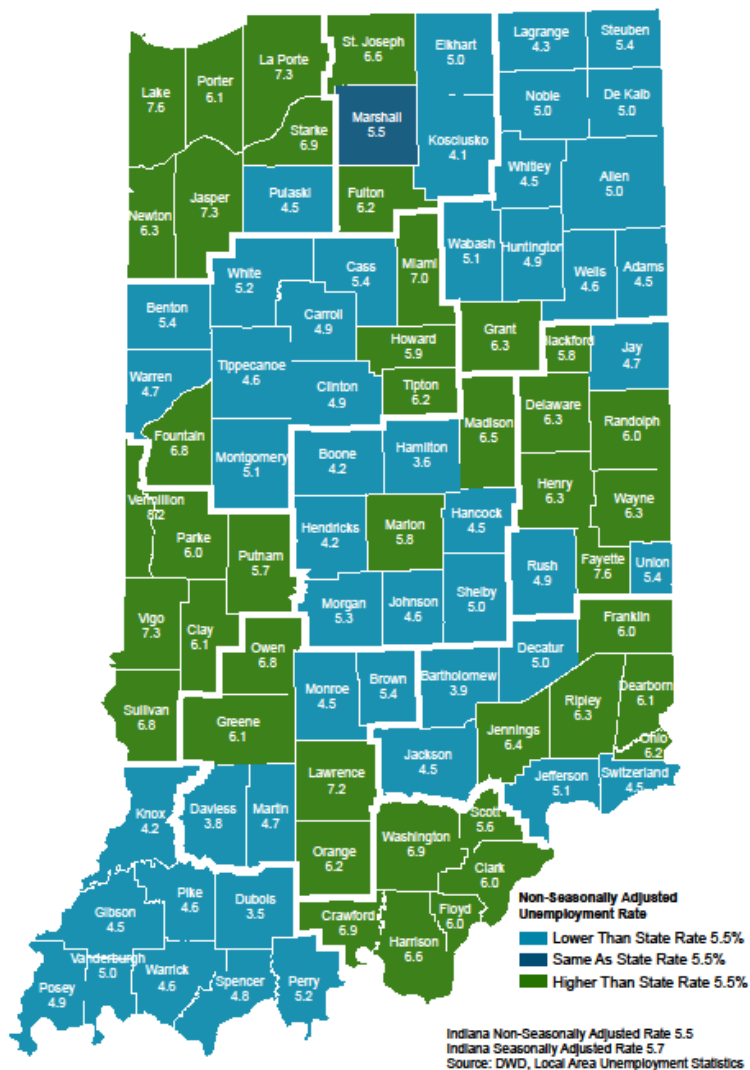 St. Joseph
6.6
Elkhart
5.0
Lagrange
4.3
Steuben
5.4
La Porte
7.3
Porter
6.1
Lake
7.6
Noble
5.0
De Kalb
5.0
Marshall
5.5
Starke
6.9
Kosciusko
4.1
Whitley
4.5
Allen
5.0
Pulaski
4.5
Fulton
6.2
Jasper
7.3
Newton
6.3
Wabash
5.1
Huntington
4.9
Miami
7.0
White
5.2
Cass
5.4
Wells
4.6
Adams
4.5
Benton
5.4
Carroll
4.9
Howard
5.9
Grant
6.3
Blackford
5.8
Jay
4.7
Warren
4.7
Tippecanoe
4.6
Clinton
4.9
Tipton
6.2
Madison
6.5
Delaware
6.3
Randolph
6.0
Fountain
6.8
Montgomery
5.1
Boone
4.2
Hamilton
3.6
Henry
6.3
Wayne
6.3
Vermillion
8.2
Parke
6.0
Putnam
5.7
Hendricks
4.2
Marion
5.8
Hancock
4.5
Rush
4.9
Fayette
7.6
Union
5.4
Vigo
7.3
Clay
6.1
Morgan
5.3
Johnson
4.6
Shelby
5.0
Franklin
6.0
Owen
6.8
Decatur
5.0
Sullivan
6.8
Greene
6.1
Monroe
4.5
Brown
5.4
Bartholomew
3.9
Ripley
6.3
Dearborn
6.1
Jennings
6.4
Ohio
6.2
Lawrence
7.2
Jackson
4.5
Jefferson
5.1
Switzerland
4.5
Knox
4.2
Daviess
3.8
Martin
4.7
Scott
5.6
Washington
6.9
Orange
6.2
Clark
6.0
Pike
4.6
Dubois
3.5
Gibson
4.5
Crawford
6.9
Floyd
6.0
Harrison
6.6
Vanderburgh
5.0
Warrick
4.6
Spencer
4.8
Perry
5.2
Posey
4.9
Non-Seasonally Adjusted
Unemployment Rate
Lower Than State Rate 5.5%
Same As State Rate 5.5%
Higher Than State Rate 5.5%
Indiana Non-Seasonally Adjusted Rate 5.5
Indiana Seasonally Adjusted Rate 5.7
Source: DWD, Local Area Unemployment Statistics